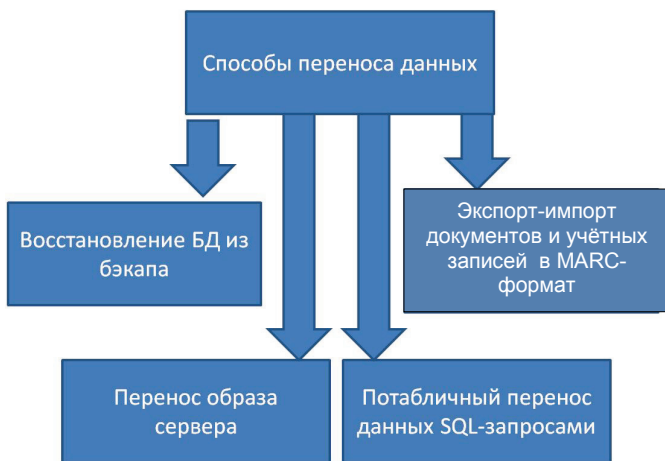 Способы переноса данных
Восстановление БД из
бэкапа
Экспорт-импорт
документов и учётных
записей в MARC-
формат
Перенос образа
сервера
Потабличный перенос
данных SQL-запросами